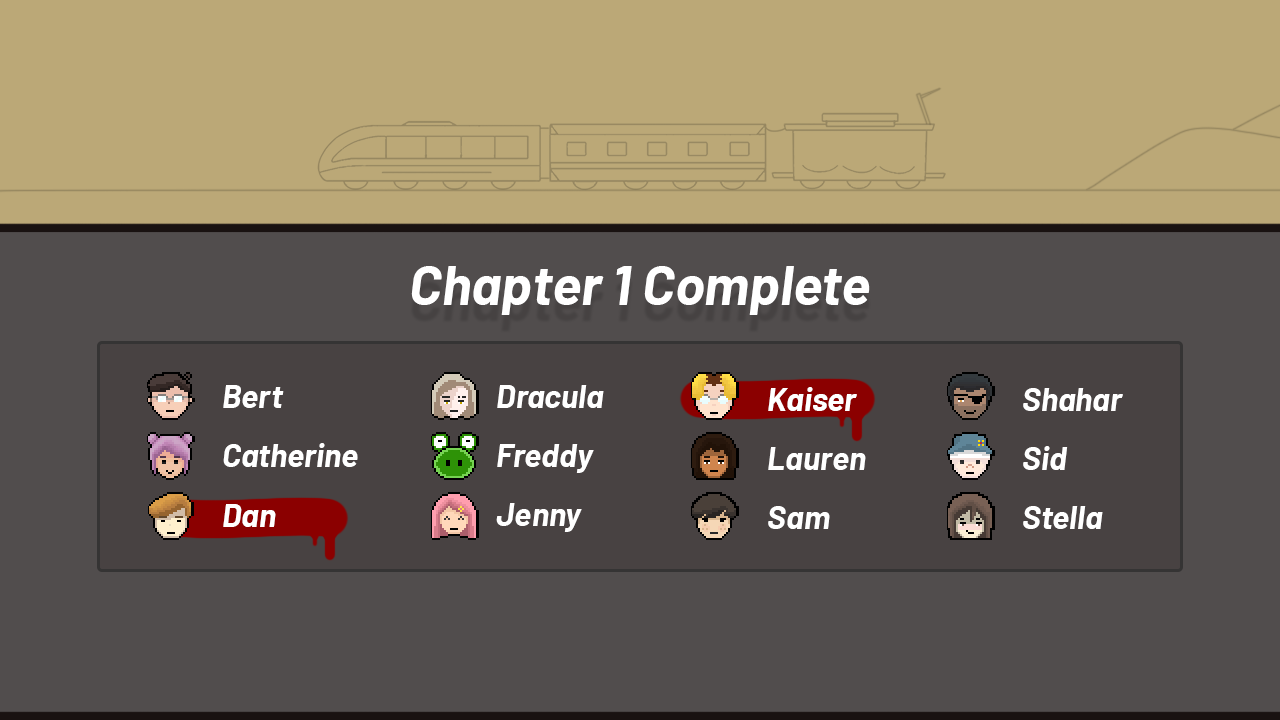 Chapter 1 Complete
Bert
Dracula
Kaiser
Shahar
Catherine
Freddy
Lauren
Sid
Dan
Jenny
Sam
Stella